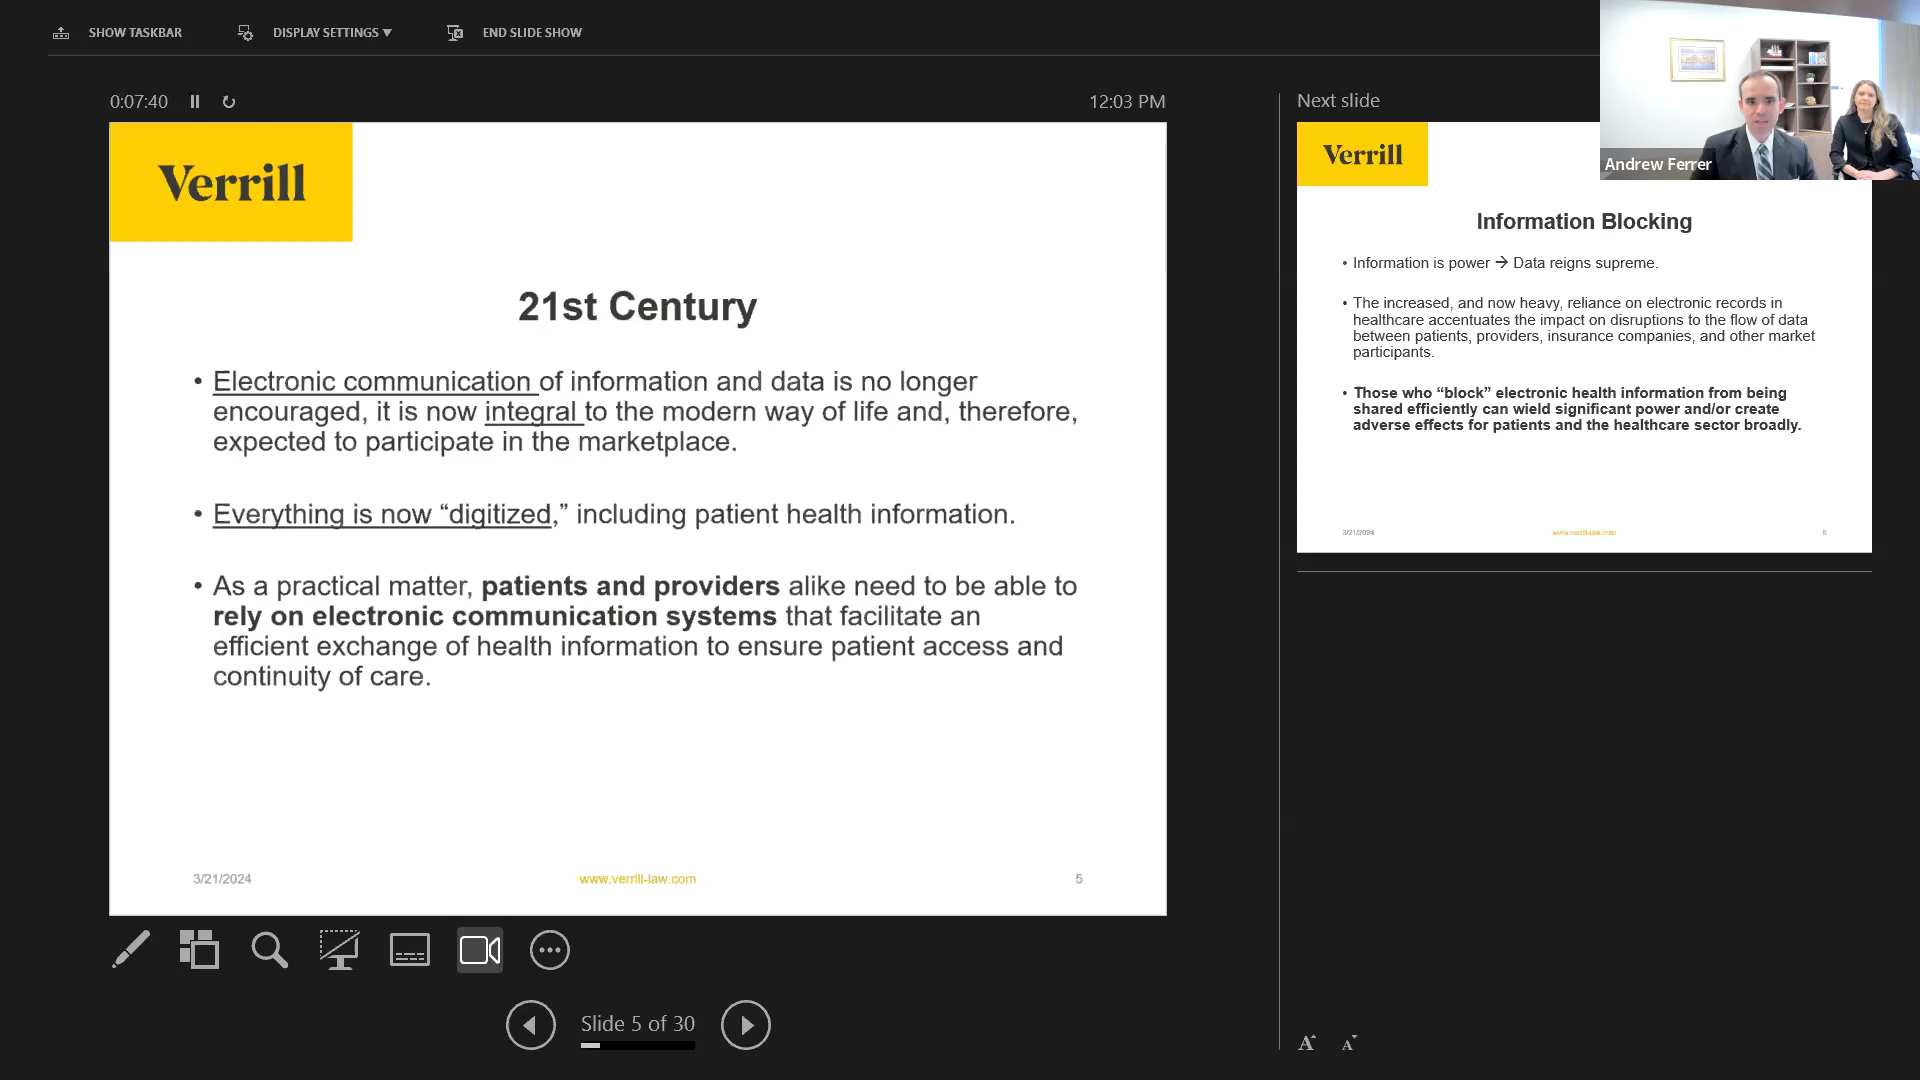 SHOW TASKBAR
DISPLAY SETTINGS ▼
END SLIDE SHOW
0:07:40
12:03 PM
Verrill
21st Century
• Electronic communication of information and data is no longer
encouraged, it is now integral to the modern way of life and, therefore,
expected to participate in the marketplace.
• Everything is now “digitized,” including patient health information.
• As a practical matter, patients and providers alike need to be able to
rely on electronic communication systems that facilitate an
efficient exchange of health information to ensure patient access and
continuity of care.
3/21/2024
www.verrill-law.com
5
Slide 5 of 30
Next slide
Andrew Ferrer
Verrill
Information Blocking
• Information is power → Data reigns supreme.
• The increased, and now heavy, reliance on electronic records in
healthcare accentuates the impact on disruptions to the flow of data
between patients, providers, insurance companies, and other market
participants.
• Those who “block” electronic health information from being
shared efficiently can wield significant power and/or create
adverse effects for patients and the healthcare sector broadly.
3/21/2024
www.verrill-law.com
6
A A